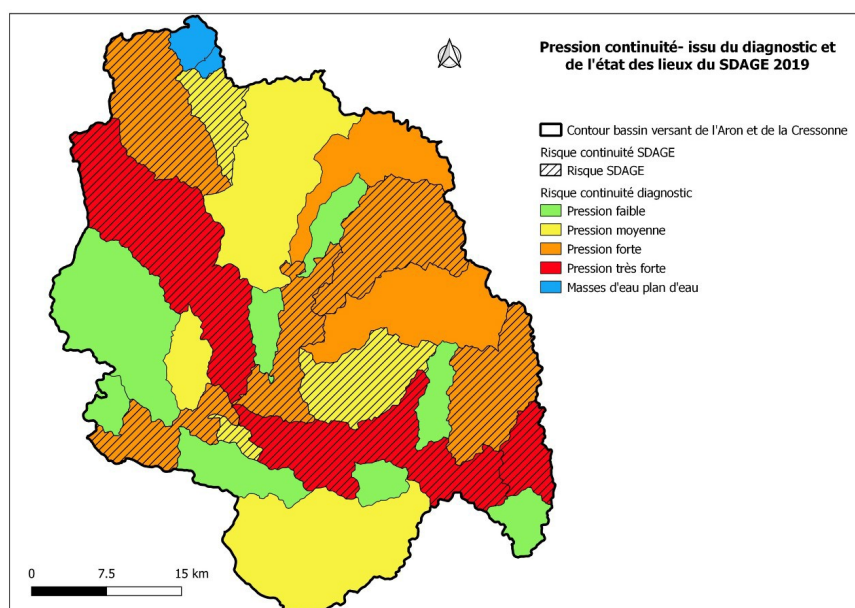 Pression continuité- issu du diagnostic et
de l'état des lieux du SDAGE 2019
Contour bassin versant de l'Aron et de la Cressonne
Risque continuité SDAGE
Risque SDAGE
Risque continuité diagnostic
Pression faible
Pression moyenne
Pression forte
Pression très forte
Masses d'eau plan d'eau
0 7.5 15 km